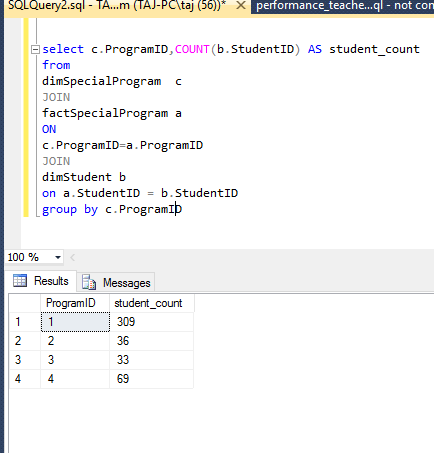 SQLQuery2.sql - TA...m (TAJ-PC\taj (56))* × performance_teache...ql - not con
select c.ProgramID,COUNT(b.StudentID) AS student_count
from
dimSpecialProgram  c
JOIN
factSpecialProgram a
ON
c.ProgramID=a.ProgramID
JOIN
dimStudent b
on a.StudentID = b.StudentID
group by c.ProgramID
100 %
Results Messages
ProgramID student_count
1 1 309
2 2 36
3 3 33
4 4 69